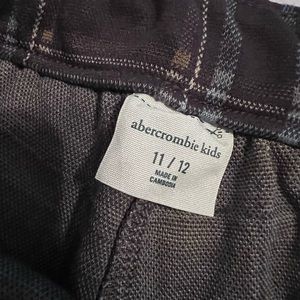 abercrombie kids
11 / 12
MADE IN
CAMBODIA